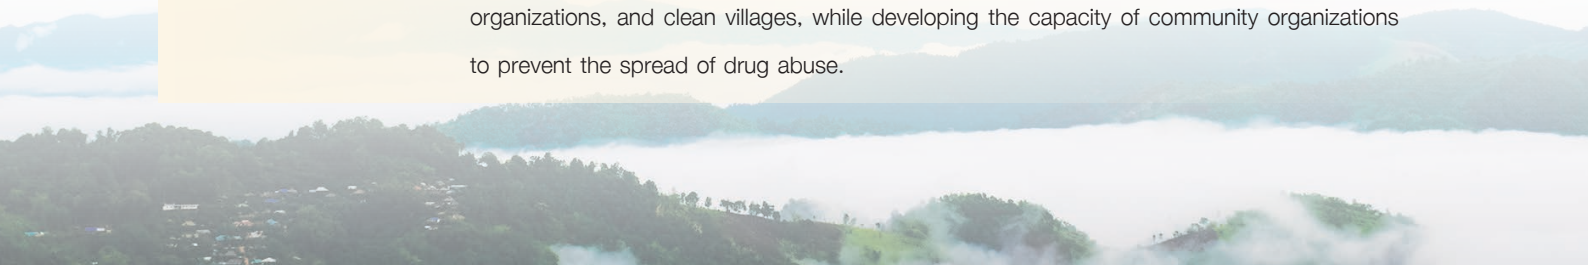 organizations, and clean villages, while developing the capacity of community organizations
to prevent the spread of drug abuse.